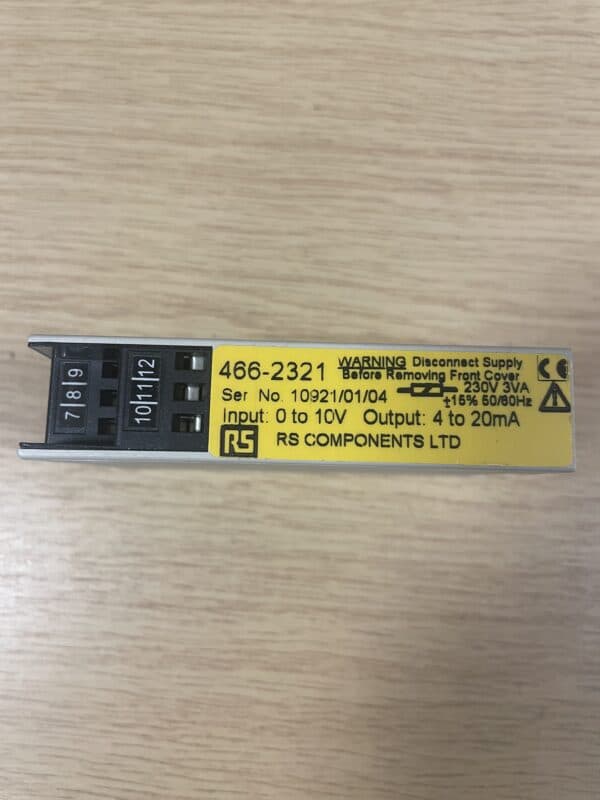 466-2321
WARNING Disconnect Supply
Before Removing Front Cover
230V 3VA
±15% 50/60Hz
Ser No. 10921/01/04
Input: 0 to 10V Output: 4 to 20mA
RS
RS COMPONENTS LTD
CE
7|8|9
10|11|12